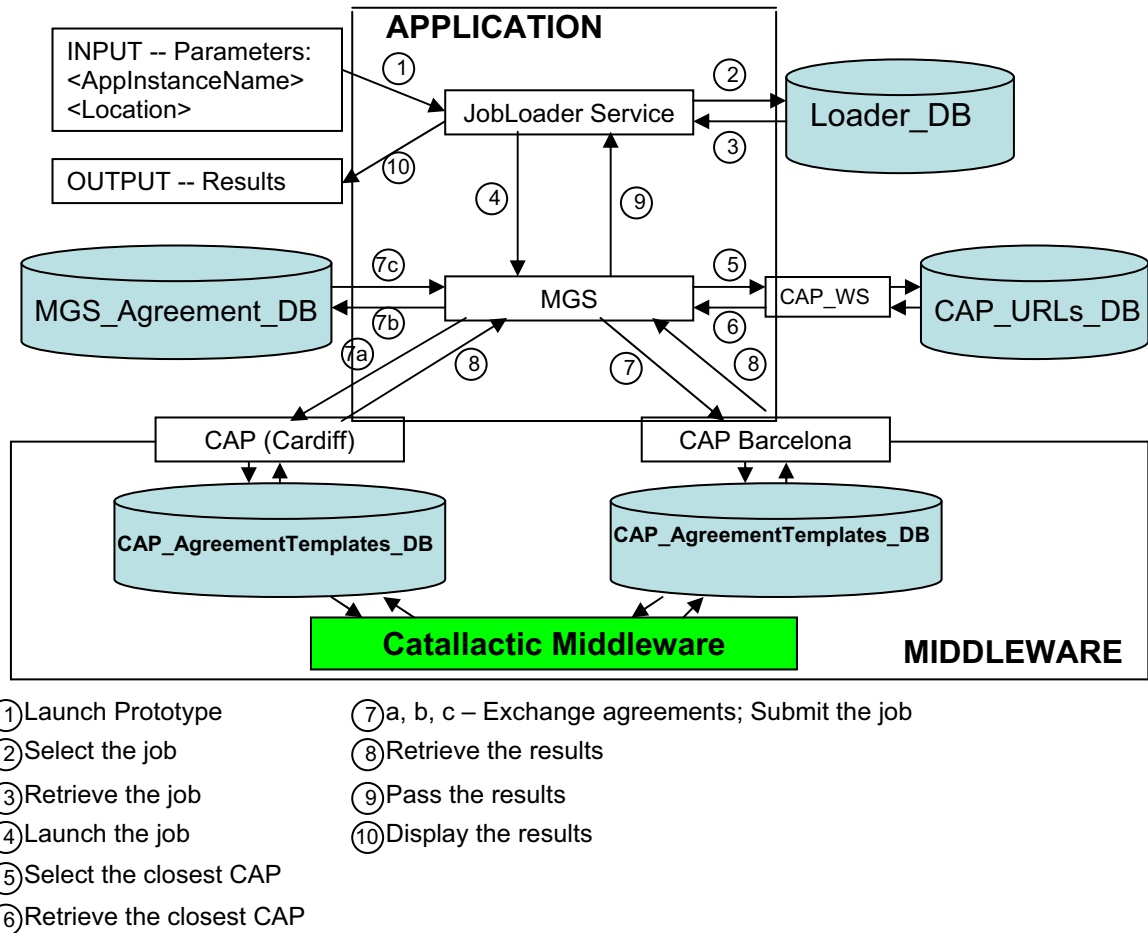 APPLICATION
INPUT -- Parameters:
<AppInstanceName>
<Location>
1
2
JobLoader Service
Loader_DB
3
10
OUTPUT -- Results
4
9
7c
5
MGS_Agreement_DB
MGS
CAP_WS
CAP_URLs_DB
7b
6
7a
8
7
8
CAP (Cardiff)
CAP Barcelona
CAP_AgreementTemplates_DB
CAP_AgreementTemplates_DB
Catallactic Middleware
MIDDLEWARE
1 Launch Prototype
2 Select the job
3 Retrieve the job
4 Launch the job
5 Select the closest CAP
6 Retrieve the closest CAP
7 a, b, c – Exchange agreements; Submit the job
8 Retrieve the results
9 Pass the results
10 Display the results